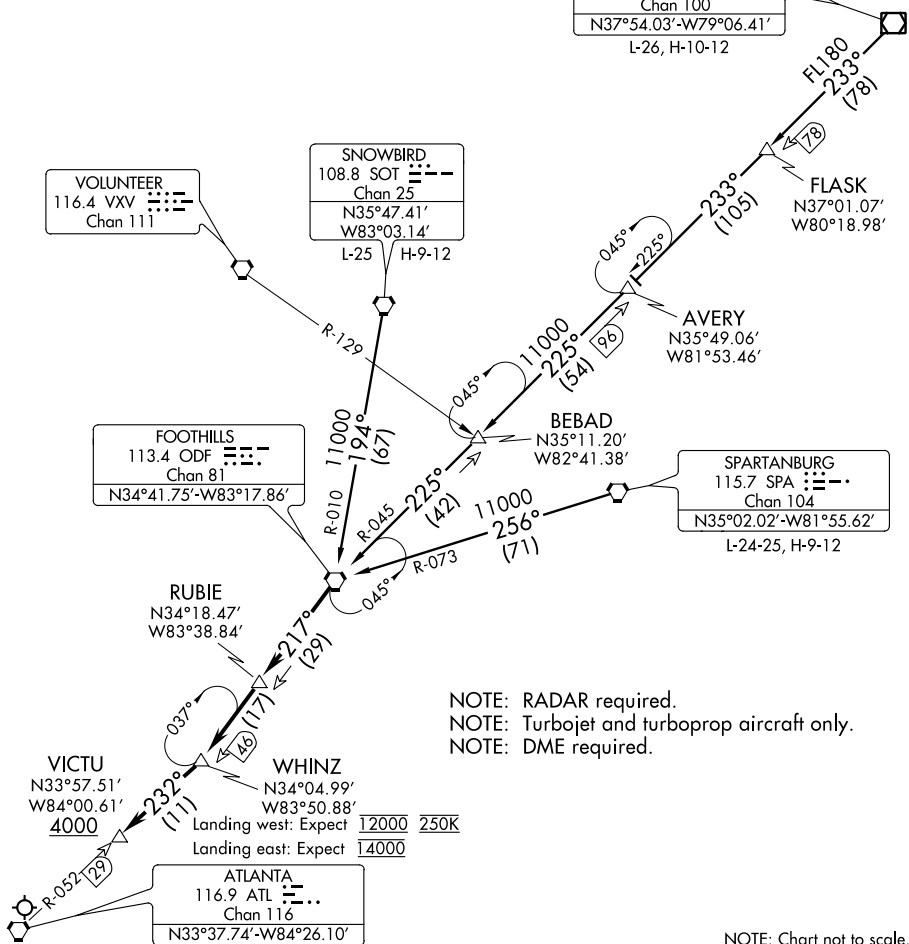 Chan 100
N37°54.03'-W79°06.41'
L-26, H-10-12
FL180
233°
(78)
78
FLASK
N37°01.07'
W80°18.98'
233°
(105)
SNOWBIRD
108.8 SOT
Chan 25
N35°47.41'
W83°03.14'
L-25 H-9-12
VOLUNTEER
116.4 VXV
Chan 111
045°
225°
AVERY
N35°49.06'
W81°53.46'
96
R-129
11000
225°
(54)
045°
BEBAD
N35°11.20'
W82°41.38'
11000
194°
(67)
R-010
FOOTHILLS
113.4 ODF
Chan 81
N34°41.75'-W83°17.86'
R-045
225°
(42)
SPARTANBURG
115.7 SPA
Chan 104
N35°02.02'-W81°55.62'
L-24-25, H-9-12
11000
256°
(71)
R-073
045°
RUBIE
N34°18.47'
W83°38.84'
217°
(29)
NOTE: RADAR required.
NOTE: Turbojet and turboprop aircraft only.
NOTE: DME required.
037°
(17)
46
VICTU
N33°57.51'
W84°00.61'
4000
WHINZ
N34°04.99'
W83°50.88'
232°
(11)
Landing west: Expect 12000 250K
Landing east: Expect 14000
R-052
29
ATLANTA
116.9 ATL
Chan 116
N33°37.74'-W84°26.10'
NOTE: Chart not to scale.